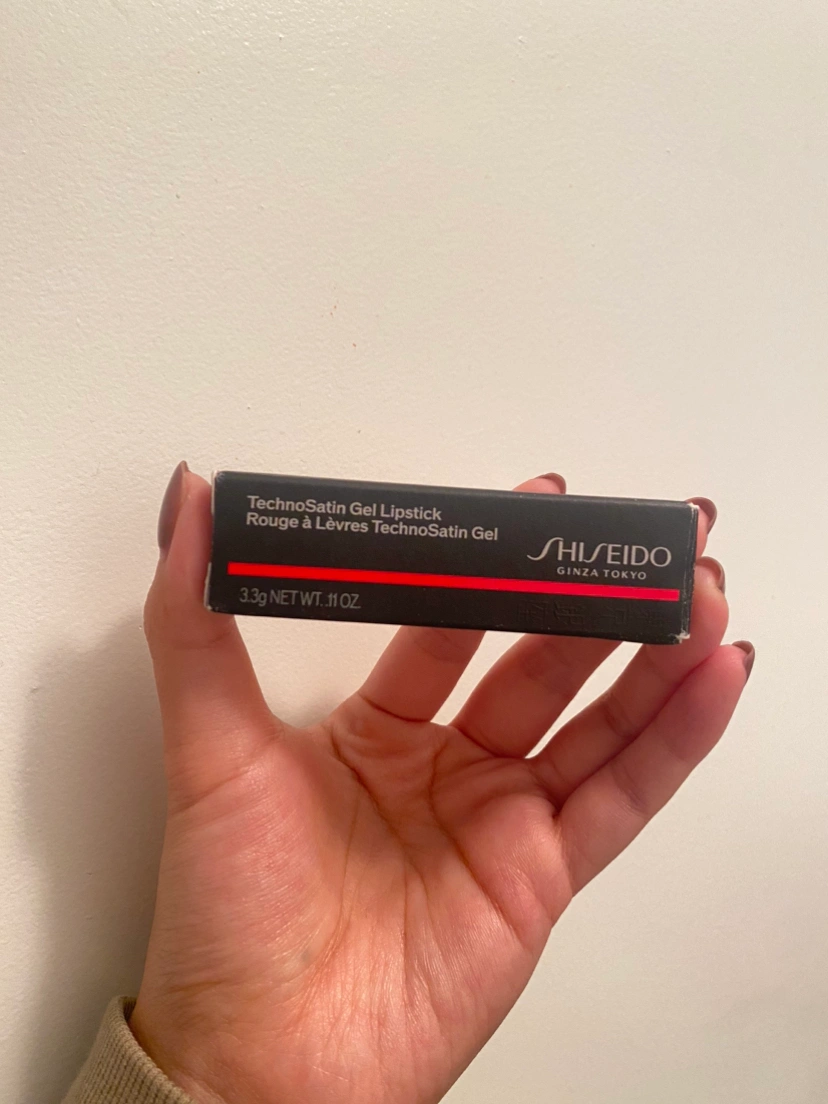 TechnoSatin Gel Lipstick
Rouge à Lèvres TechnoSatin Gel
SHISEIDO
GINZA TOKYO
3.3g NET WT. .11 OZ.